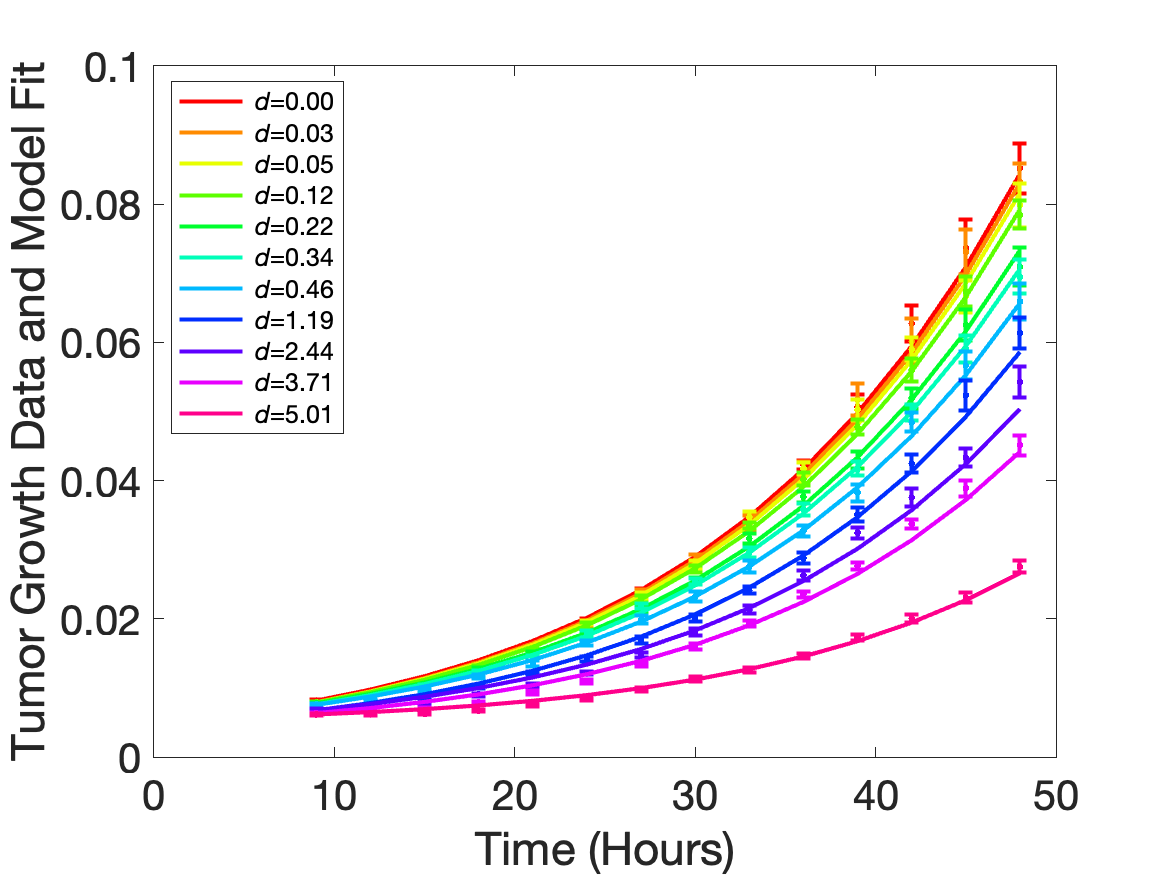 Tumor Growth Data and Model Fit
0.1
0.08
0.06
0.04
0.02
0
d=0.00
d=0.03
d=0.05
d=0.12
d=0.22
d=0.34
d=0.46
d=1.19
d=2.44
d=3.71
d=5.01
0 10 20 30 40 50
Time (Hours)